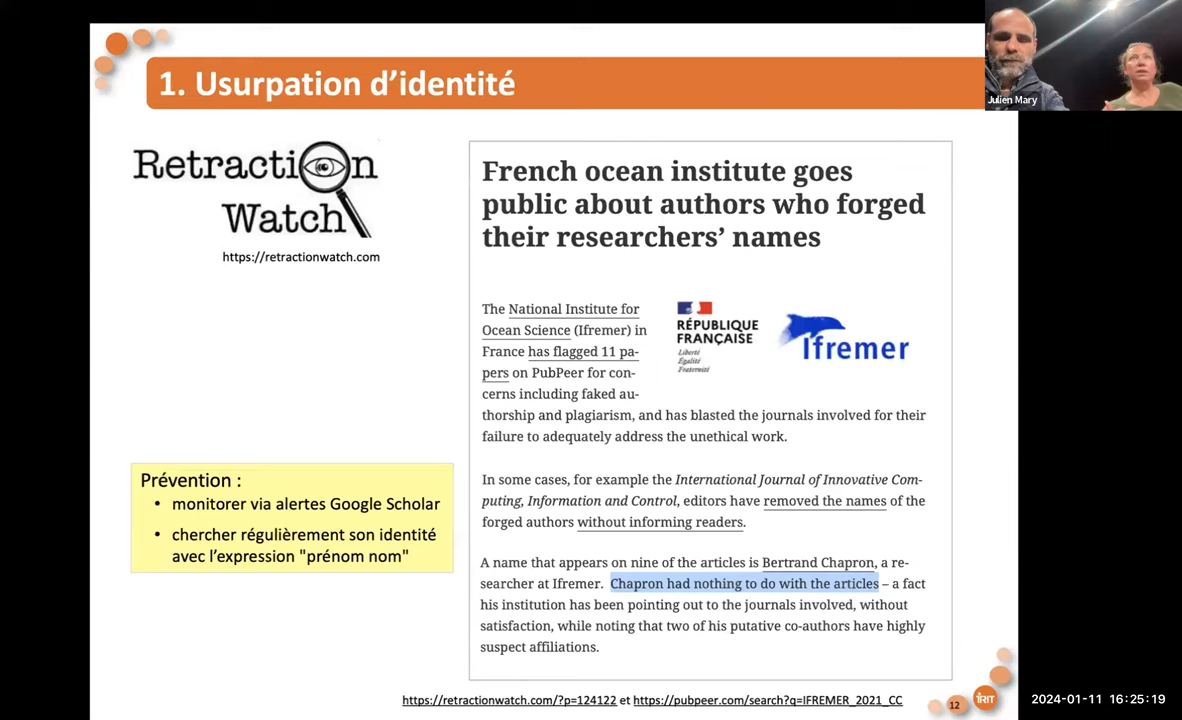 1. Usurpation d'identité
Julien Mary
Retraction
Watch
https://retractionwatch.com
French ocean institute goes
public about authors who forged
their researchers' names
The National Institute for
Ocean Science (Ifremer) in
France has flagged 11 pa-
pers on PubPeer for con-
cerns including faked au-
thorship and plagiarism, and has blasted the journals involved for their
failure to adequately address the unethical work.
RÉPUBLIQUE
FRANÇAISE
Liberté
Égalité
Fraternité
Ifremer
In some cases, for example the International Journal of Innovative Com-
puting, Information and Control, editors have removed the names of the
forged authors without informing readers.
A name that appears on nine of the articles is Bertrand Chapron, a re-
searcher at Ifremer. Chapron had nothing to do with the articles – a fact
his institution has been pointing out to the journals involved, without
satisfaction, while noting that two of his putative co-authors have highly
suspect affiliations.
Prévention :
• monitorer via alertes Google Scholar
• chercher régulièrement son identité
avec l'expression "prénom nom"
https://retractionwatch.com/?p=124122 et https://pubpeer.com/search?q=IFREMER_2021_CC
12
IRIT
2024-01-11 16:25:19